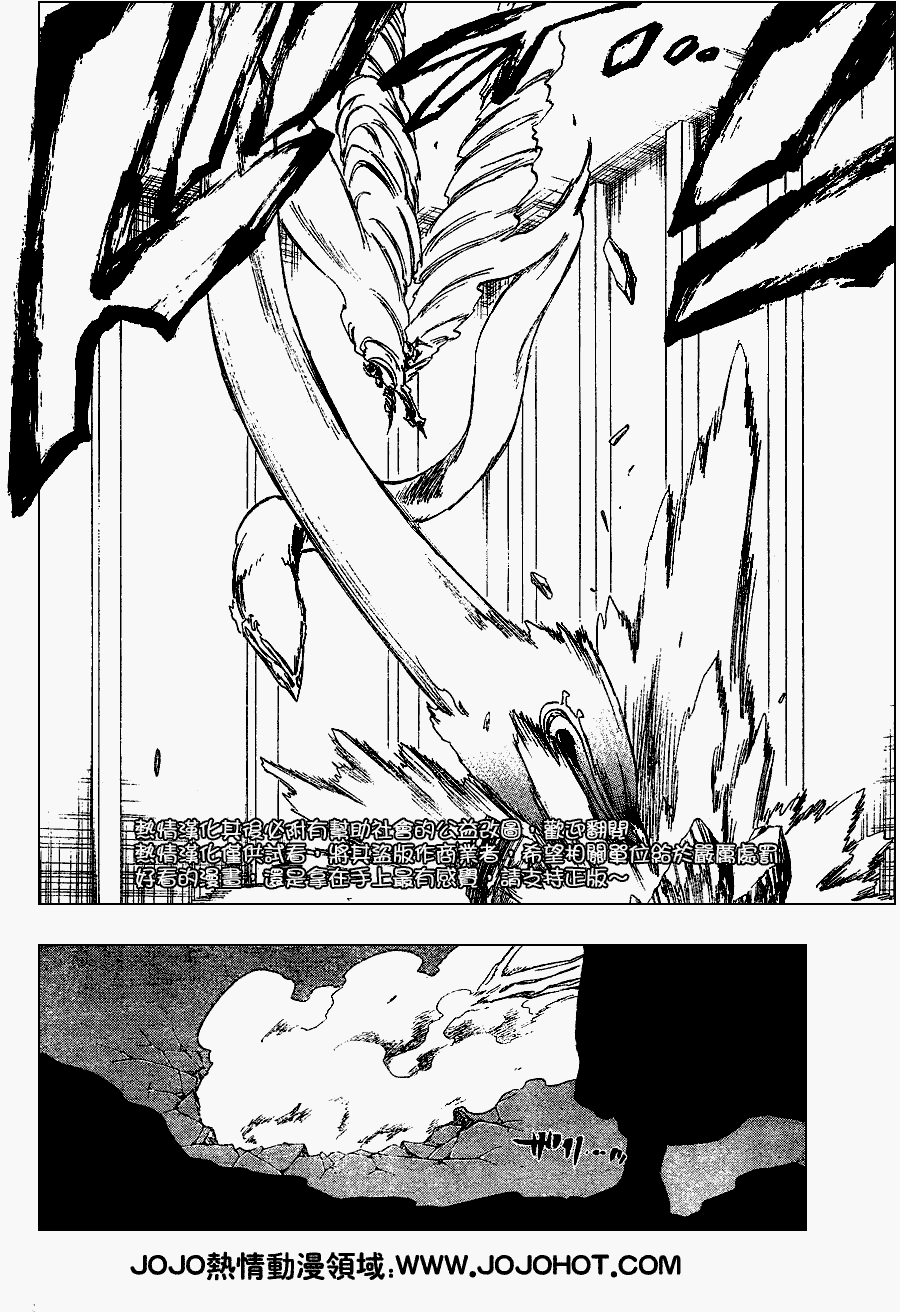 熱情漢化其後必附有幫助社會的公益改圖，歡迎翻閱
熱情漢化僅供試看，將其盜版作商業者，希望相關單位給於嚴厲處罰
好看的漫畫，還是拿在手上最有感覺，請支持正版～
ザッ…
JOJO熱情動漫領域:WWW.JOJOHOT.COM